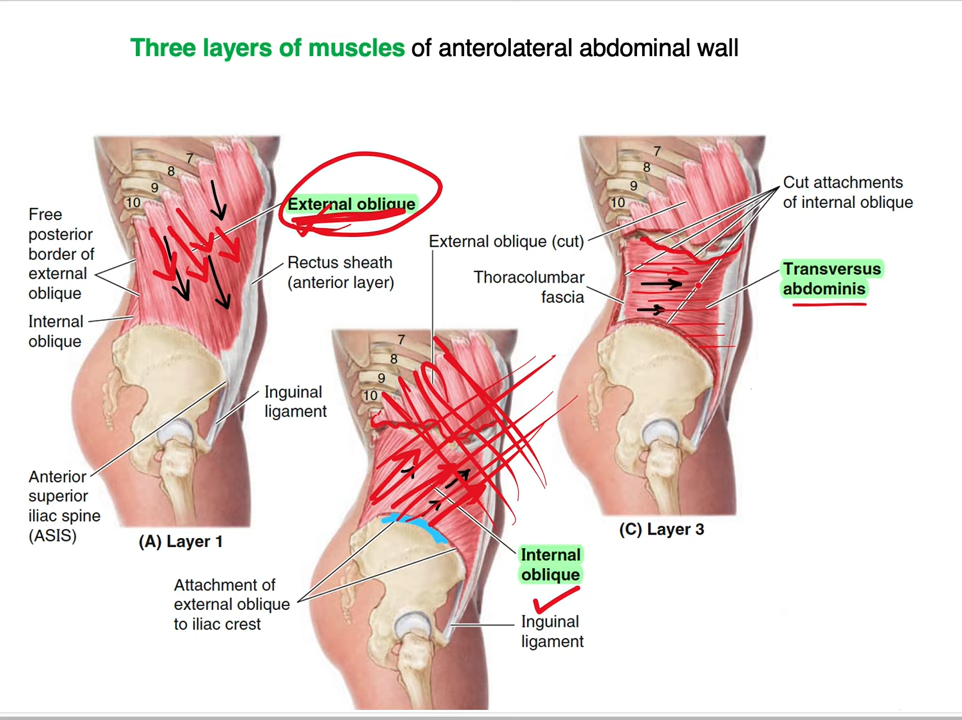 Three layers of muscles of anterolateral abdominal wall
7
8
9
10
Free
posterior
border of
external
oblique
Internal
oblique
External oblique
Rectus sheath
(anterior layer)
Inguinal
ligament
Anterior
superior
iliac spine
(ASIS)
(A) Layer 1
External oblique (cut)
Thoracolumbar
fascia
7
8
9
10
Attachment of
external oblique
to iliac crest
Internal
oblique
Inguinal
ligament
7
8
9
10
Cut attachments
of internal oblique
Transversus
abdominis
(C) Layer 3